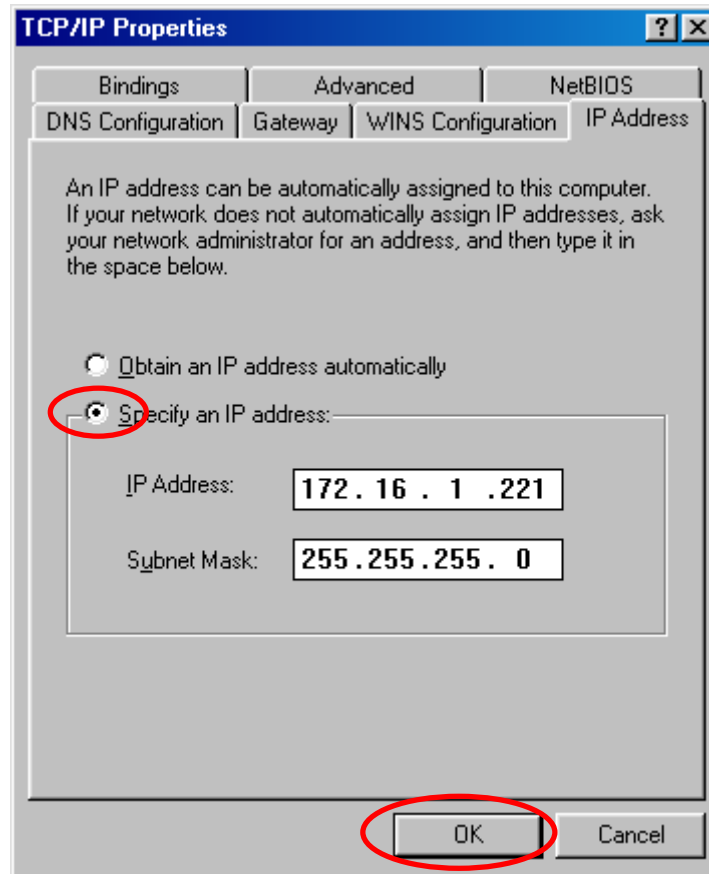 TCP/IP Properties
Bindings Advanced NetBIOS
DNS Configuration Gateway WINS Configuration IP Address
An IP address can be automatically assigned to this computer.
If your network does not automatically assign IP addresses, ask
your network administrator for an address, and then type it in
the space below.
Obtain an IP address automatically
Specify an IP address:
IP Address: 172. 16 . 1 .221
Subnet Mask: 255.255.255. 0
OK Cancel